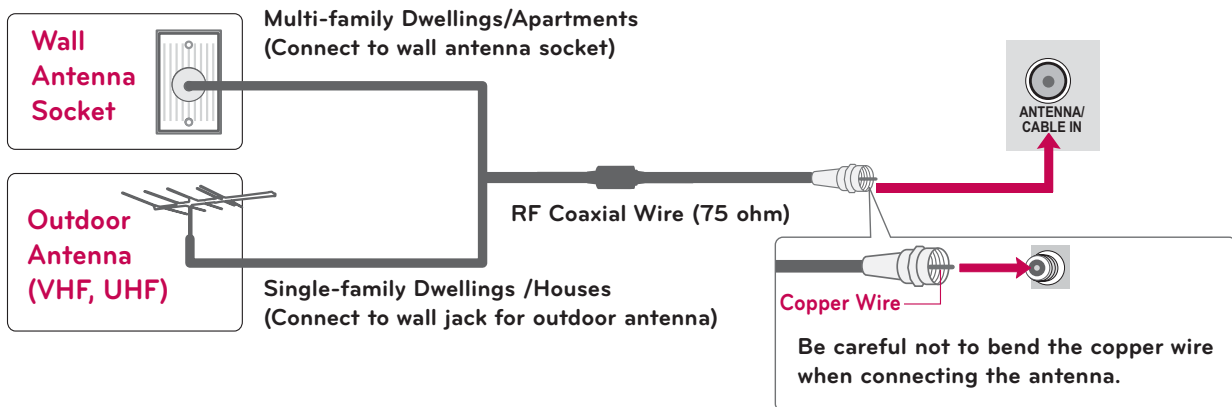 Wall
Antenna
Socket
Multi-family Dwellings/Apartments
(Connect to wall antenna socket)
ANTENNA/
CABLE IN
Outdoor
Antenna
(VHF, UHF)
RF Coaxial Wire (75 ohm)
Single-family Dwellings /Houses
(Connect to wall jack for outdoor antenna)
Copper Wire
Be careful not to bend the copper wire
when connecting the antenna.